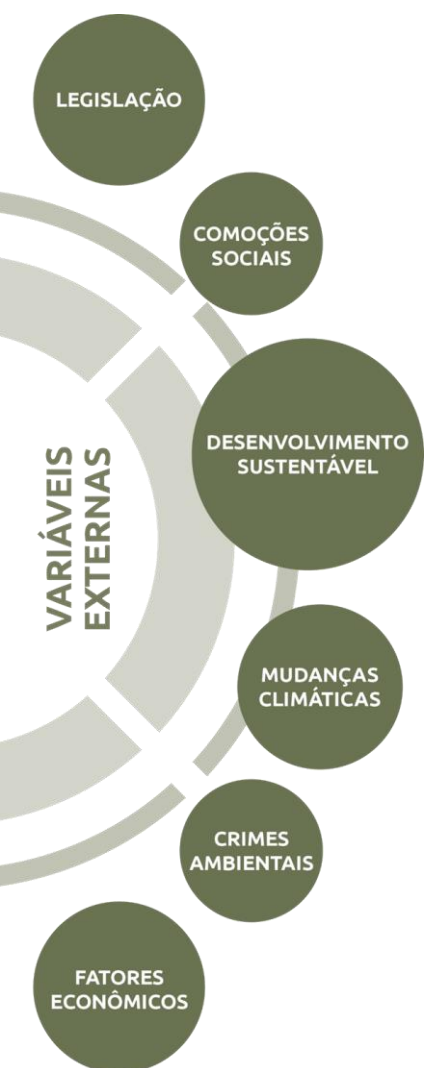 LEGISLAÇÃO
COMOÇÕES
SOCIAIS
DESENVOLVIMENTO
SUSTENTÁVEL
VARIÁVEIS
EXTERNAS
MUDANÇAS
CLIMÁTICAS
CRIMES
AMBIENTAIS
FATORES
ECONÔMICOS